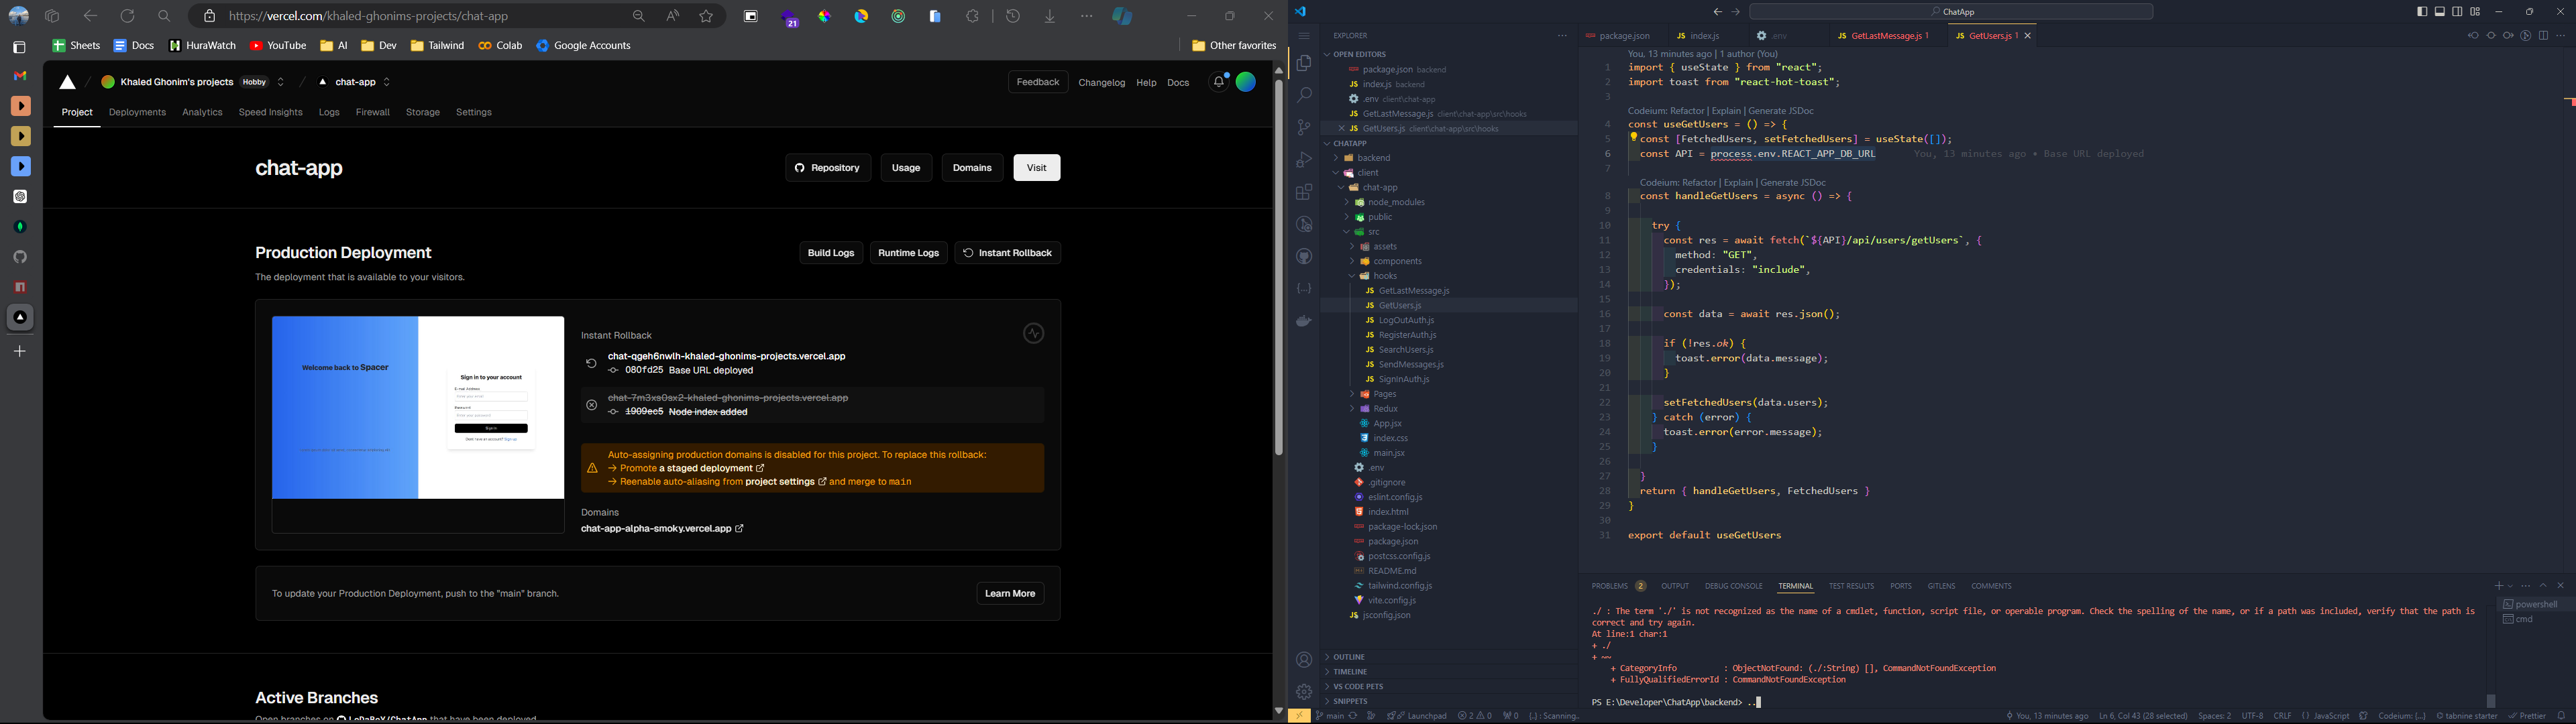 https://vercel.com/khaled-ghonims-projects/chat-app
21
Sheets Docs HuraWatch YouTube AI Dev Tailwind Colab Google Accounts Other favorites
Khaled Ghonim's projects Hobby chat-app Feedback Changelog Help Docs
Project Deployments Analytics Speed Insights Logs Firewall Storage Settings
chat-app
Repository Usage Domains Visit
Production Deployment
Build Logs Runtime Logs Instant Rollback
The deployment that is available to your visitors.
Welcome back to Spacer
Sign in to your account
E-mail Address
Password
Sign in
Instant Rollback
chat-qgeh6nwlh-khaled-ghonims-projects.vercel.app
080fd25 Base URL deployed
chat-7m3xs0sx2-khaled-ghonims-projects.vercel.app
1909ec5 Node index added
Auto-assigning production domains is disabled for this project. To replace this rollback:
→ Promote a staged deployment
→ Reenable auto-aliasing from project settings and merge to main
Domains
chat-app-alpha-smoky.vercel.app
To update your Production Deployment, push to the "main" branch.
Learn More
Active Branches
Open branches on LoDaBoY/ChatApp that have been deployed
ChatApp
EXPLORER
OPEN EDITORS
package.json backend
index.js backend
.env client\chat-app
GetLastMessage.js client\chat-app\src\hooks
GetUsers.js client\chat-app\src\hooks
CHATAPP
backend
client
chat-app
node_modules
public
src
assets
components
hooks
GetLastMessage.js
GetUsers.js
LogOutAuth.js
RegisterAuth.js
SearchUsers.js
SendMessages.js
SignInAuth.js
Pages
Redux
App.jsx
index.css
main.jsx
.env
.gitignore
eslint.config.js
index.html
package-lock.json
package.json
postcss.config.js
README.md
tailwind.config.js
vite.config.js
jsconfig.json
OUTLINE
TIMELINE
VS CODE PETS
SNIPPETS
package.json index.js .env GetLastMessage.js 1 GetUsers.js 1
You, 13 minutes ago | 1 author (You)
1 import { useState } from "react";
2 import toast from "react-hot-toast";
3
Codeium: Refactor | Explain | Generate JSDoc
4 const useGetUsers = () => {
5 const [FetchedUsers, setFetchedUsers] = useState([]);
6 const API = process.env.REACT_APP_DB_URL You, 13 minutes ago • Base URL deployed
7
Codeium: Refactor | Explain | Generate JSDoc
8 const handleGetUsers = async () => {
9
10 try {
11 const res = await fetch(`${API}/api/users/getUsers`, {
12 method: "GET",
13 credentials: "include",
14 });
15
16 const data = await res.json();
17
18 if (!res.ok) {
19 toast.error(data.message);
20 }
21
22 setFetchedUsers(data.users);
23 } catch (error) {
24 toast.error(error.message);
25 }
26
27 }
28 return { handleGetUsers, FetchedUsers }
29 }
30
31 export default useGetUsers
PROBLEMS 2 OUTPUT DEBUG CONSOLE TERMINAL TEST RESULTS PORTS GITLENS COMMENTS
./ : The term './' is not recognized as the name of a cmdlet, function, script file, or operable program. Check the spelling of the name, or if a path was included, verify that the path is
correct and try again.
At line:1 char:1
+ ./
+ ~~
+ CategoryInfo : ObjectNotFound: (./:String) [], CommandNotFoundException
+ FullyQualifiedErrorId : CommandNotFoundException
PS E:\Developer\ChatApp\backend> ..
powershell
cmd
main Launchpad 2 0 0 Scanning.. You, 13 minutes ago Ln 6, Col 43 (28 selected) Spaces: 2 UTF-8 CRLF JavaScript Codeium: {...} tabnine starter Prettier